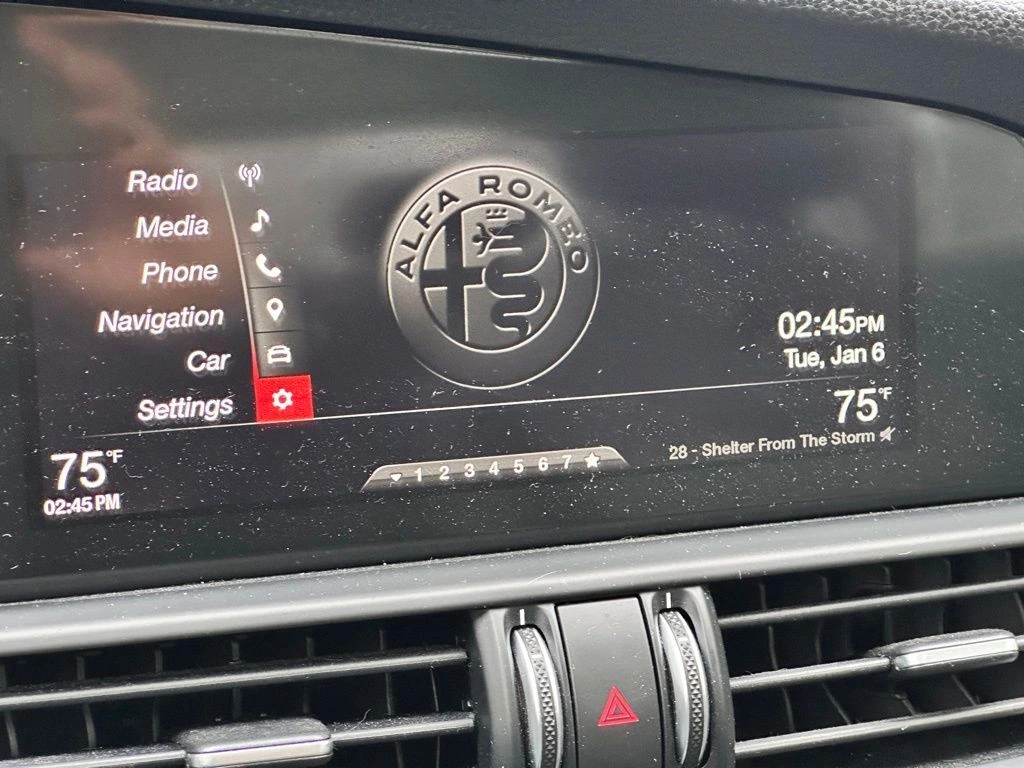 Radio
Media
Phone
Navigation
Car
Settings
ALFA ROMEO
02:45PM
Tue, Jan 6
75°F
28 - Shelter From The Storm
75°F
02:45 PM
1 2 3 4 5 6 7